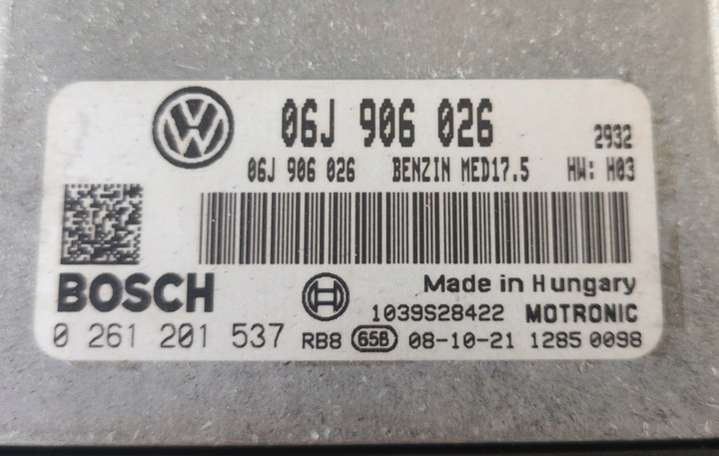 06J 906 026 2932
06J 906 026 BENZIN MED17.5 HW: H03
BOSCH Made in Hungary
1039S28422 MOTRONIC
0 261 201 537 RB8 658 08-10-21 1285 0098